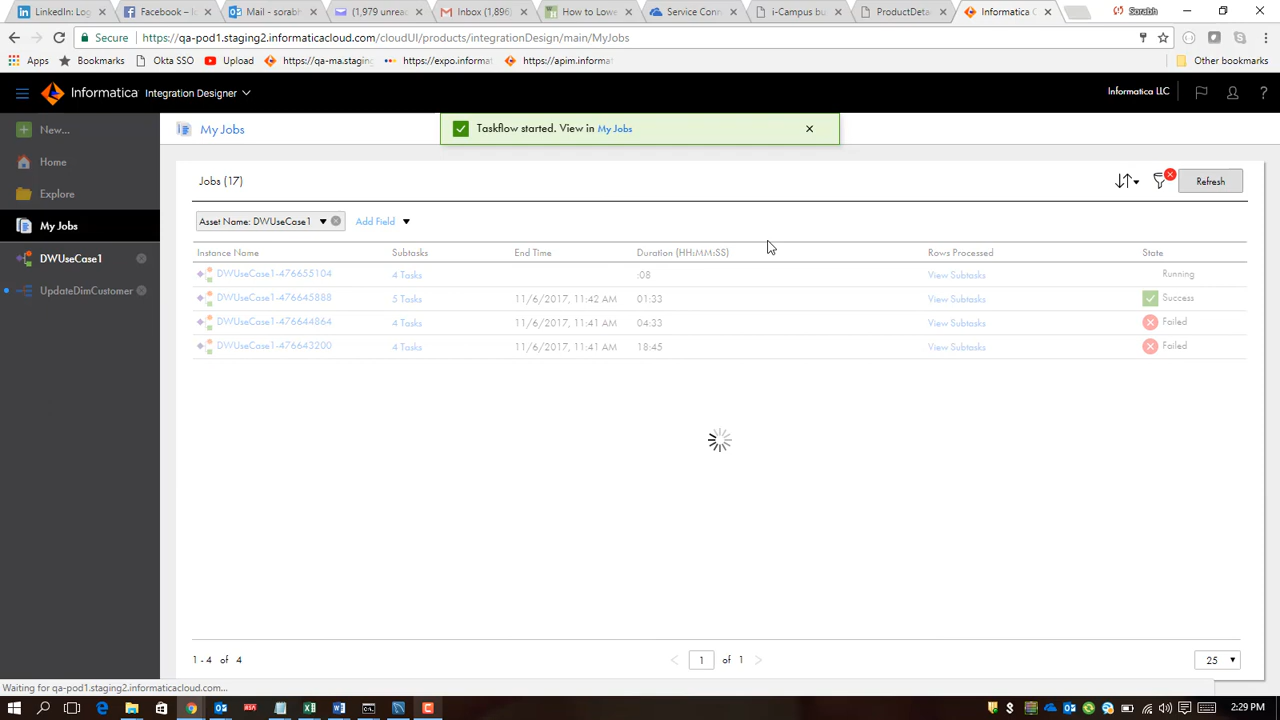 LinkedIn: Log
Facebook – Fa
Mail - sorabh
(1,979 unrea
Inbox (1,896)
How to Lowe
Service Conv
i-Campus bu
ProductDeta
Informatica C
Sorabh
Secure
https://qa-pod1.staging2.informaticacloud.com/cloudUI/products/integrationDesign/main/MyJobs
Apps
Bookmarks
Okta SSO
Upload
https://qa-ma.staging
https://expo.informat
https://apim.informa
Other bookmarks
Informatica Integration Designer
Informatica LLC
New...
Home
Explore
My Jobs
DWUseCase1
UpdateDimCustomer
My Jobs
Taskflow started. View in My Jobs
Jobs (17)
Refresh
Asset Name: DWUseCase1
Add Field
Instance Name Subtasks End Time Duration (HH:MM:SS) Rows Processed State
DWUseCase1-476655104 4 Tasks :08 View Subtasks Running
DWUseCase1-476645888 5 Tasks 11/6/2017, 11:42 AM 01:33 View Subtasks Success
DWUseCase1-476644864 4 Tasks 11/6/2017, 11:41 AM 04:33 View Subtasks Failed
DWUseCase1-476643200 4 Tasks 11/6/2017, 11:41 AM 18:45 View Subtasks Failed
1 - 4 of 4
1 of 1
25
Waiting for qa-pod1.staging2.informaticacloud.com...
2:29 PM